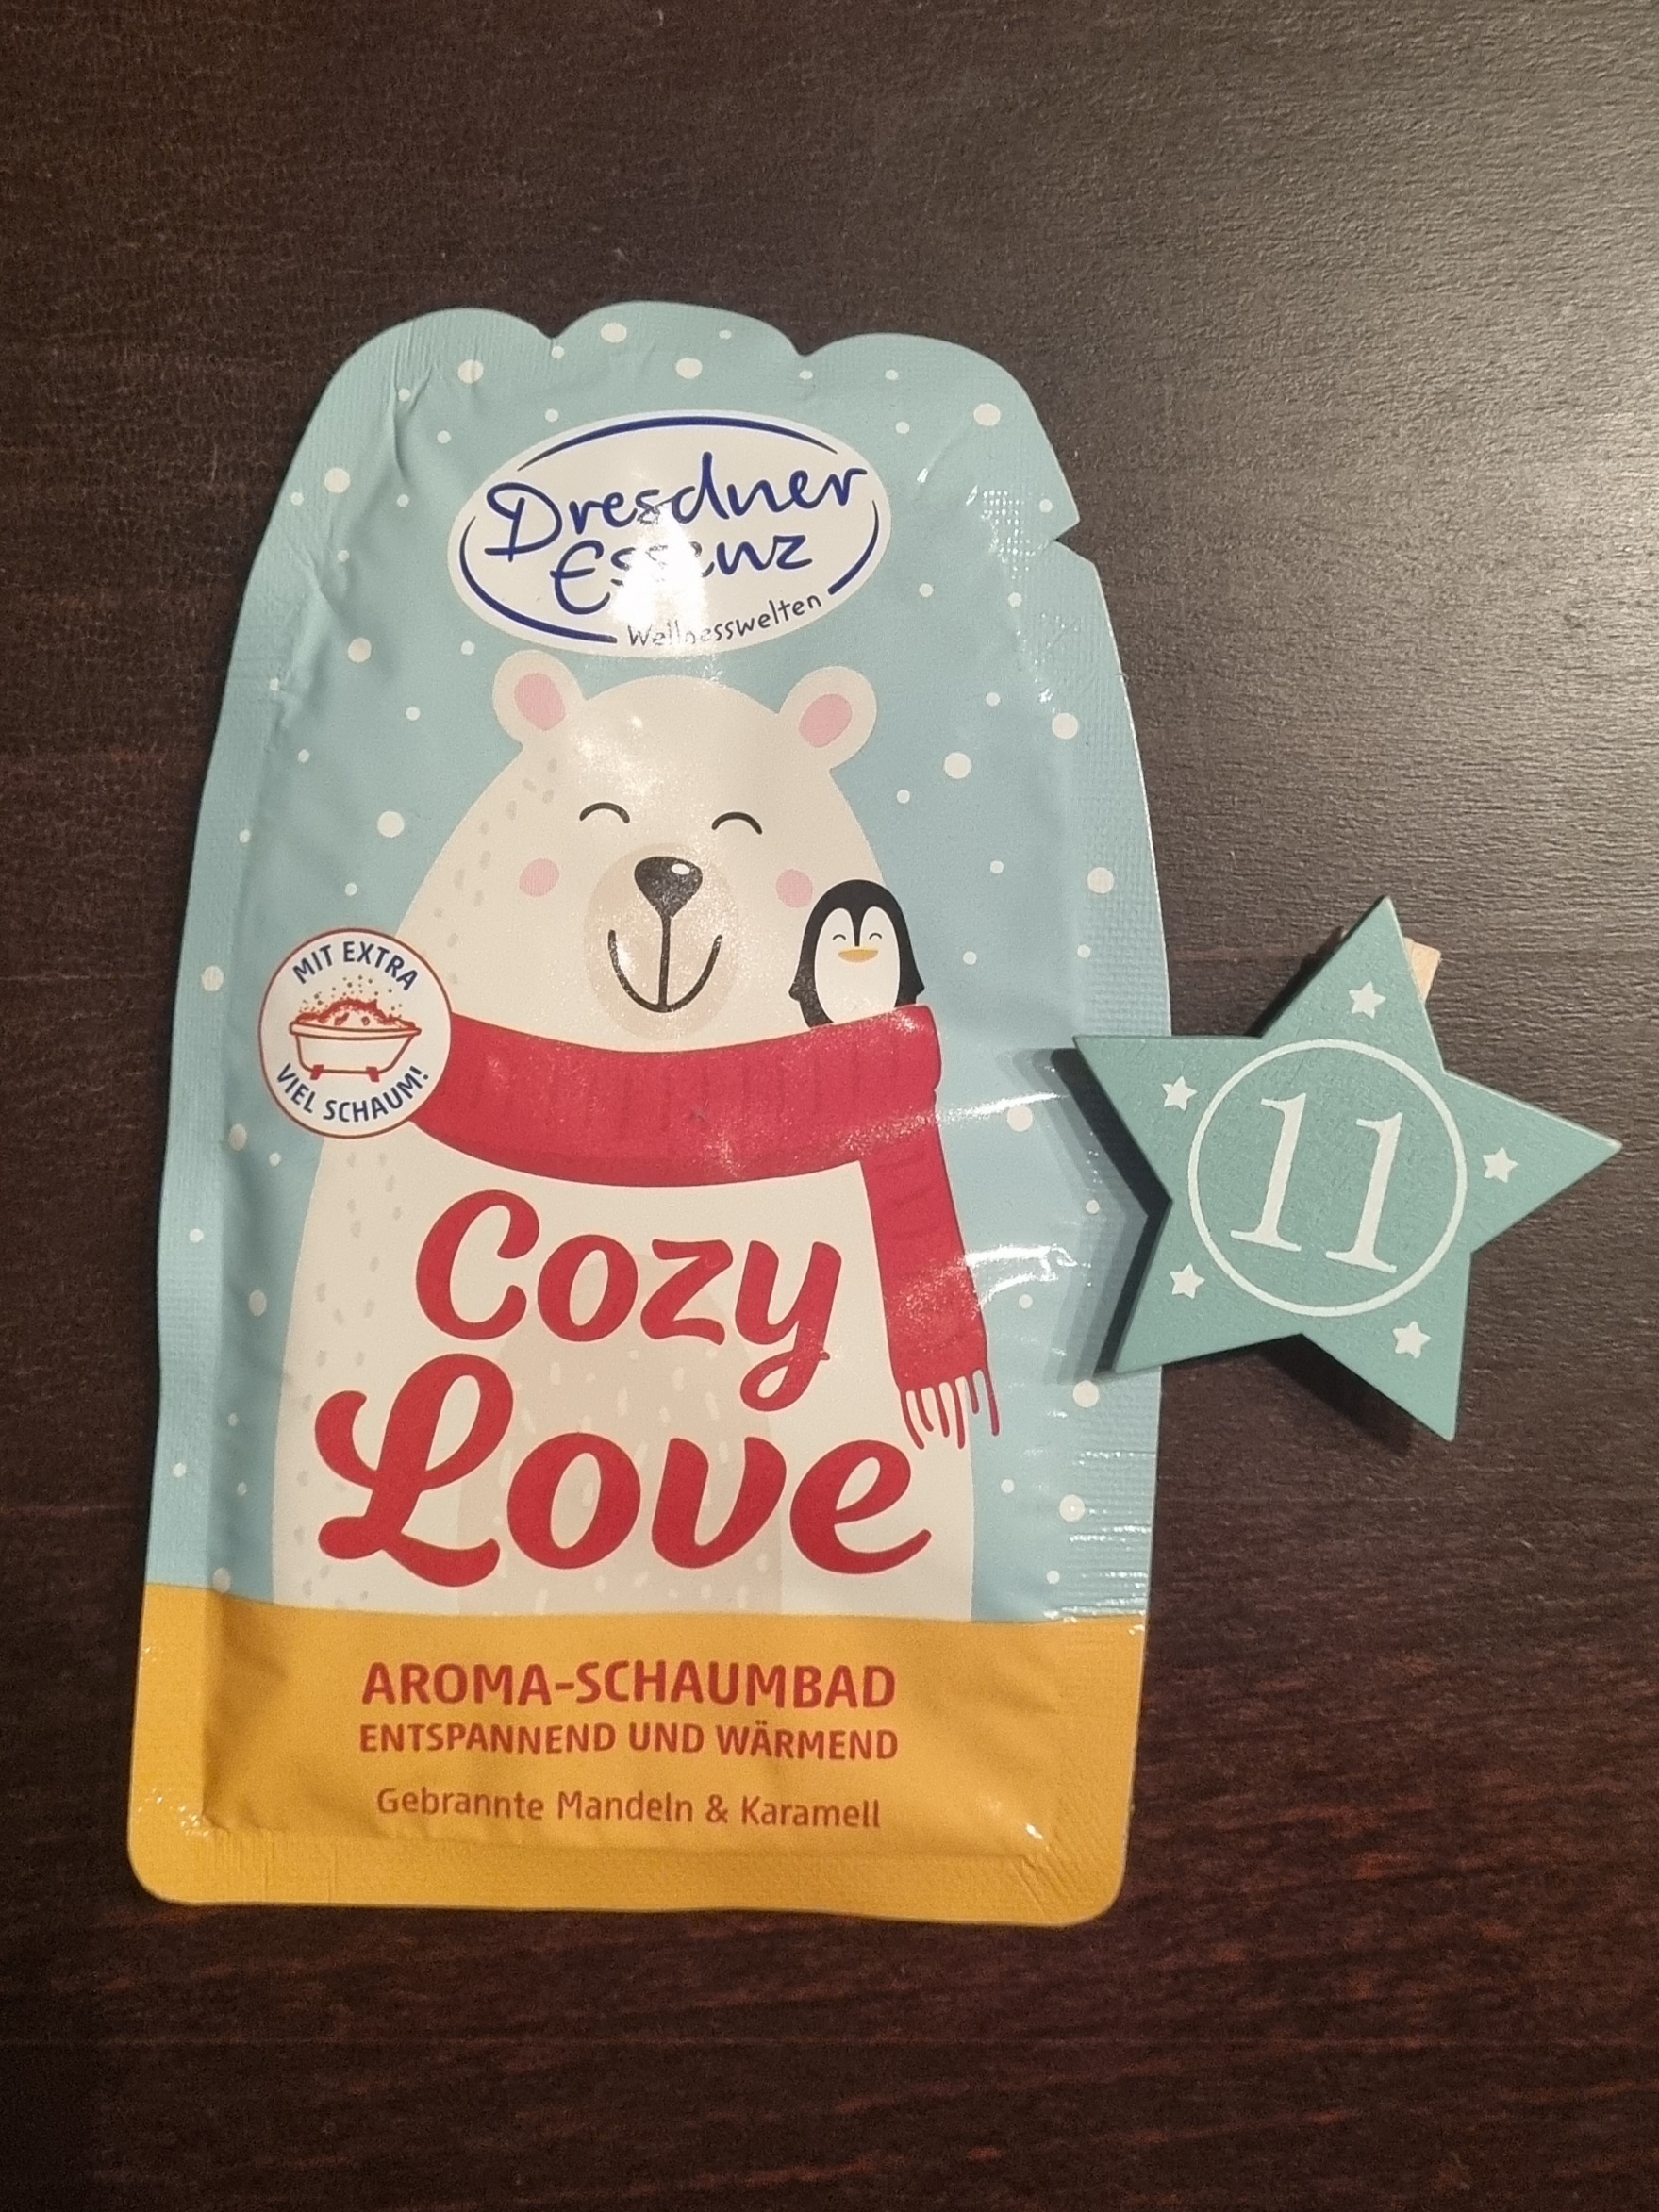 Dresdner
Essenz
Wellnesswelten
MIT EXTRA
VIEL SCHAUM!
11
Cozy
Love
AROMA-SCHAUMBAD
ENTSPANNEND UND WÄRMEND
Gebrannte Mandeln & Karamell